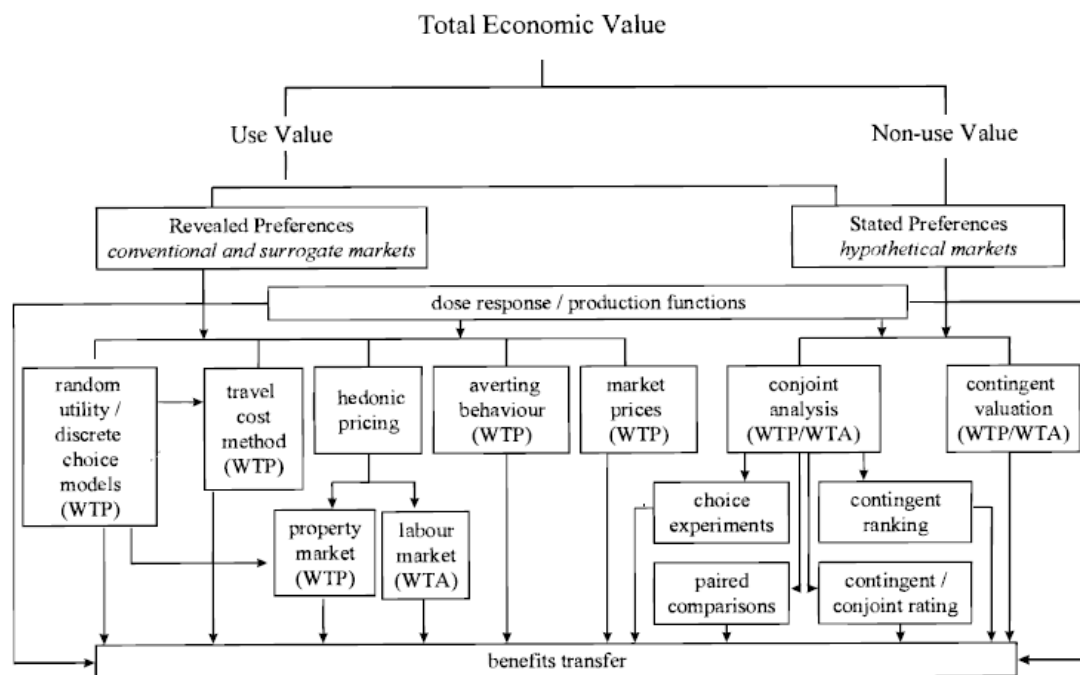 Total Economic Value
Use Value
Non-use Value
Revealed Preferences
conventional and surrogate markets
Stated Preferences
hypothetical markets
dose response / production functions
random
utility /
discrete
choice
models
(WTP)
travel
cost
method
(WTP)
hedonic
pricing
averting
behaviour
(WTP)
market
prices
(WTP)
conjoint
analysis
(WTP/WTA)
contingent
valuation
(WTP/WTA)
property
market
(WTP)
labour
market
(WTA)
choice
experiments
contingent
ranking
paired
comparisons
contingent /
conjoint rating
benefits transfer